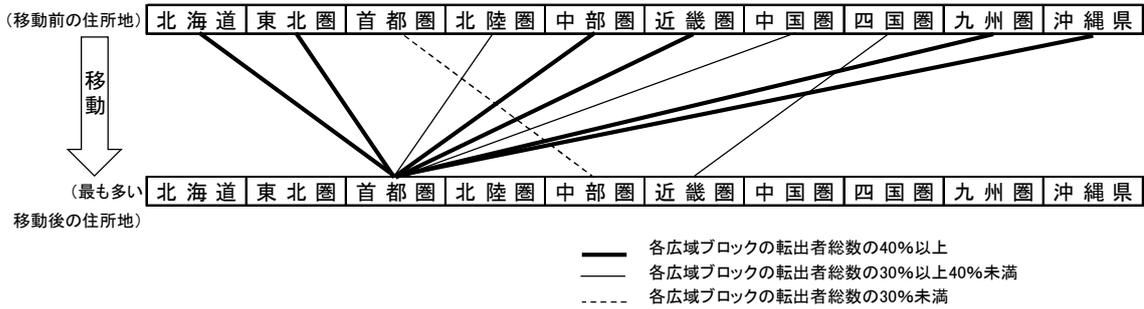 (移動前の住所地) 北海道 東北圏 首都圏 北陸圏 中部圏 近畿圏 中国圏 四国圏 九州圏 沖縄県
移動
(最も多い 北海道 東北圏 首都圏 北陸圏 中部圏 近畿圏 中国圏 四国圏 九州圏 沖縄県
移動後の住所地)
各広域ブロックの転出者総数の40%以上
各広域ブロックの転出者総数の30%以上40%未満
各広域ブロックの転出者総数の30%未満